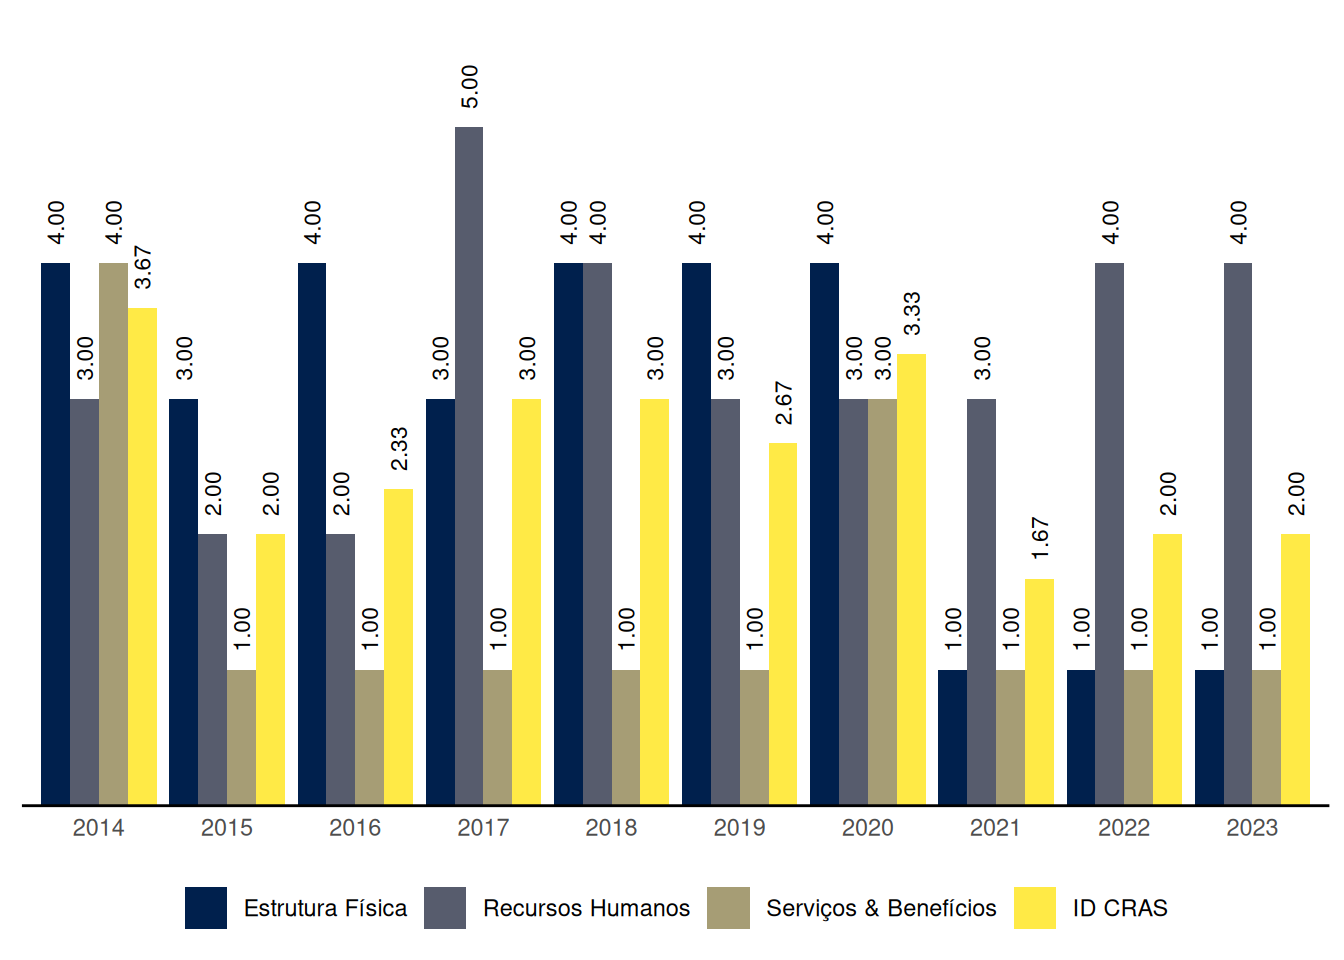 5.00
4.00 4.00 4.00 4.00 4.00 4.00 4.00 4.00 4.00
3.67
3.33
3.00 3.00 3.00 3.00 3.00 3.00 3.00 3.00 3.00
2.67
2.33
2.00 2.00 2.00 2.00 2.00
1.67
1.00 1.00 1.00 1.00 1.00 1.00 1.00 1.00 1.00 1.00 1.00
2014 2015 2016 2017 2018 2019 2020 2021 2022 2023
Estrutura Física Recursos Humanos Serviços & Benefícios ID CRAS